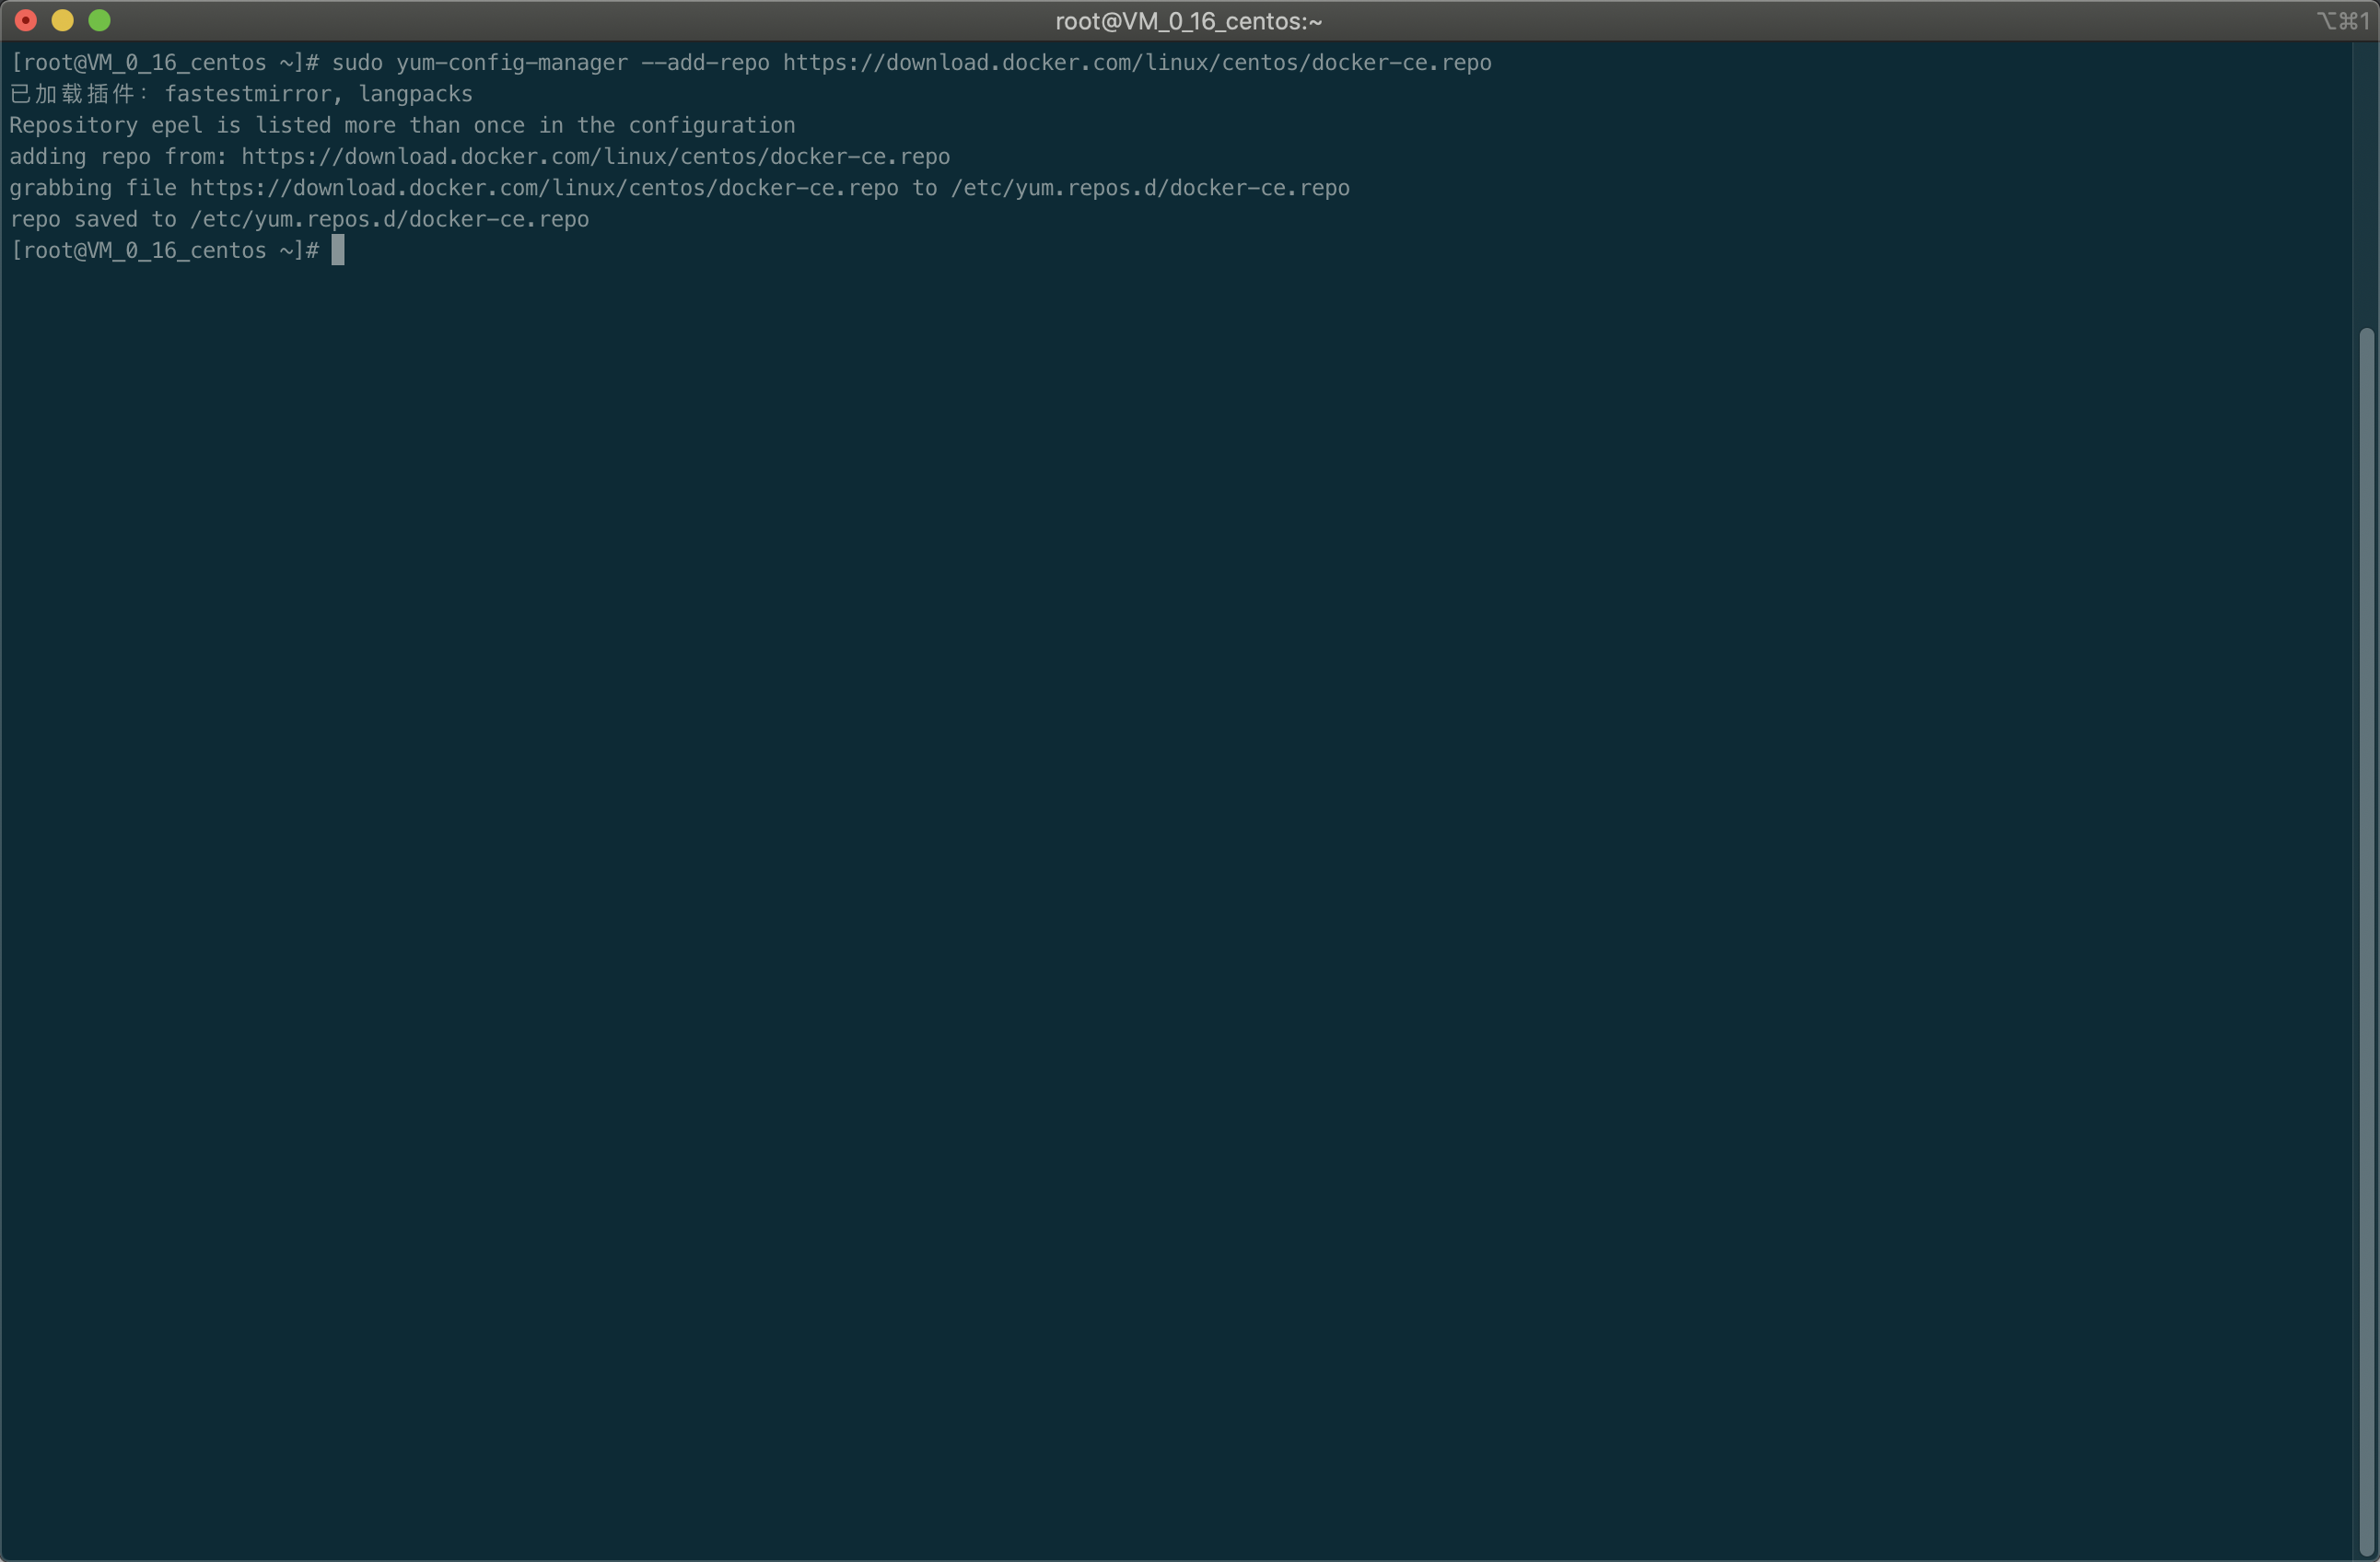 root@VM_0_16_centos:~
⌥⌘1
[root@VM_0_16_centos ~]# sudo yum-config-manager --add-repo https://download.docker.com/linux/centos/docker-ce.repo
已加载插件：fastestmirror, langpacks
Repository epel is listed more than once in the configuration
adding repo from: https://download.docker.com/linux/centos/docker-ce.repo
grabbing file https://download.docker.com/linux/centos/docker-ce.repo to /etc/yum.repos.d/docker-ce.repo
repo saved to /etc/yum.repos.d/docker-ce.repo
[root@VM_0_16_centos ~]#